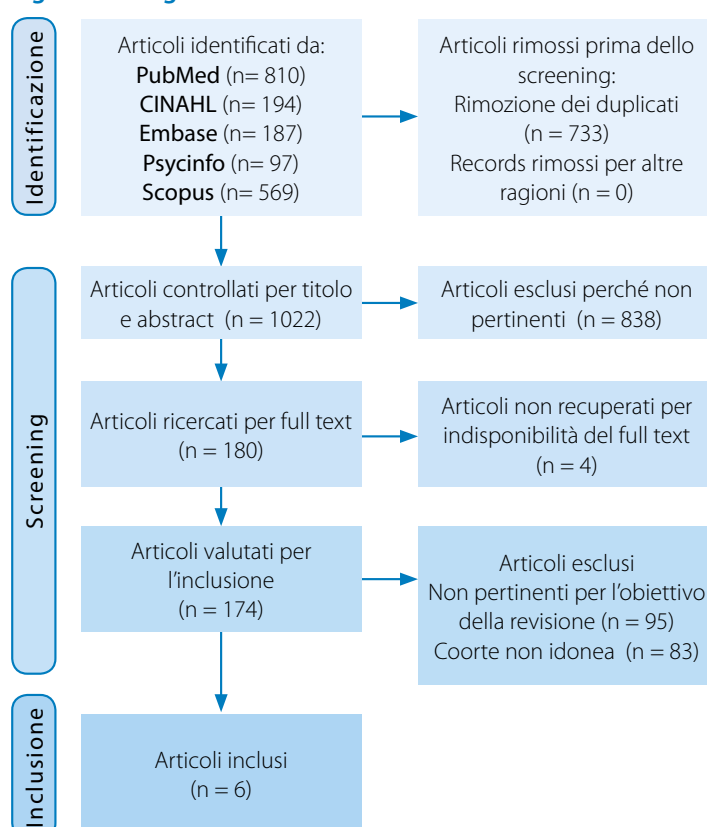 Identificazione
Articoli identificati da:
PubMed (n= 810)
CINAHL (n= 194)
Embase (n= 187)
Psycinfo (n= 97)
Scopus (n= 569)
Articoli rimossi prima dello
screening:
Rimozione dei duplicati
(n = 733)
Records rimossi per altre
ragioni (n = 0)
Screening
Articoli controllati per titolo
e abstract (n = 1022)
Articoli esclusi perché non
pertinenti (n = 838)
Articoli ricercati per full text
(n = 180)
Articoli non recuperati per
indisponibilità del full text
(n = 4)
Articoli valutati per
l'inclusione
(n = 174)
Articoli esclusi
Non pertinenti per l'obiettivo
della revisione (n = 95)
Coorte non idonea (n = 83)
Inclusione
Articoli inclusi
(n = 6)